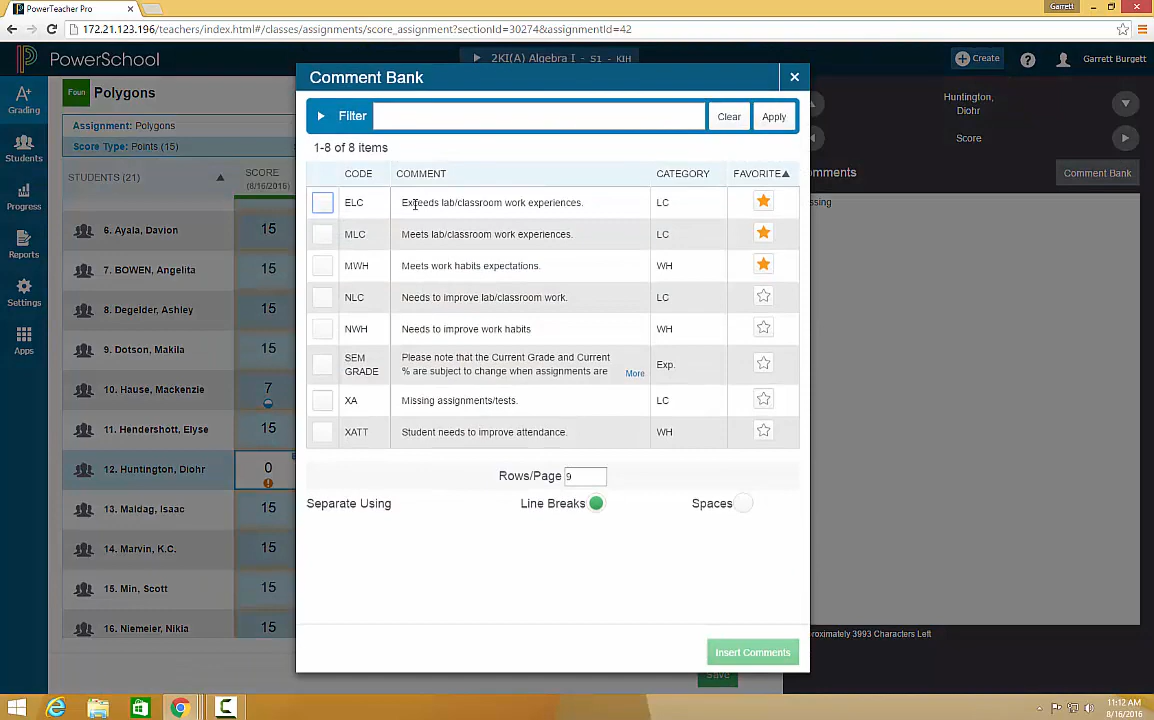 PowerTeacher Pro
Garrett
172.21.123.196/teachers/index.html#/classes/assignments/score_assignment?sectionId=30274&assignmentId=42
PowerSchool
2KI(A) Algebra I - S1 - KIH
Create
Garrett Burgett
A+
Grading
Students
Progress
Reports
Settings
Apps
Foun
Polygons
Assignment: Polygons
Score Type: Points (15)
STUDENTS (21)
SCORE
(8/16/2015)
6. Ayala, Davion
15
7. BOWEN, Angelita
15
8. Degelder, Ashley
15
9. Dotson, Makila
15
10. Hause, Mackenzie
7
11. Hendershott, Elyse
15
12. Huntington, Diohr
0
13. Maldag, Isaac
15
14. Marvin, K.C.
15
15. Min, Scott
15
16. Niemeier, Nikia
15
Comment Bank
Filter
Clear
Apply
1-8 of 8 items
CODE COMMENT CATEGORY FAVORITE
ELC Exceeds lab/classroom work experiences. LC
MLC Meets lab/classroom work experiences. LC
MWH Meets work habits expectations. WH
NLC Needs to improve lab/classroom work. LC
NWH Needs to improve work habits WH
SEM GRADE Please note that the Current Grade and Current
% are subject to change when assignments are More
Exp.
XA Missing assignments/tests. LC
XATT Student needs to improve attendance. WH
Rows/Page 9
Separate Using Line Breaks Spaces
Insert Comments
Huntington,
Diohr
Score
mments
Comment Bank
ssing
roximately 3993 Characters Left
Save
11:12 AM
8/16/2016